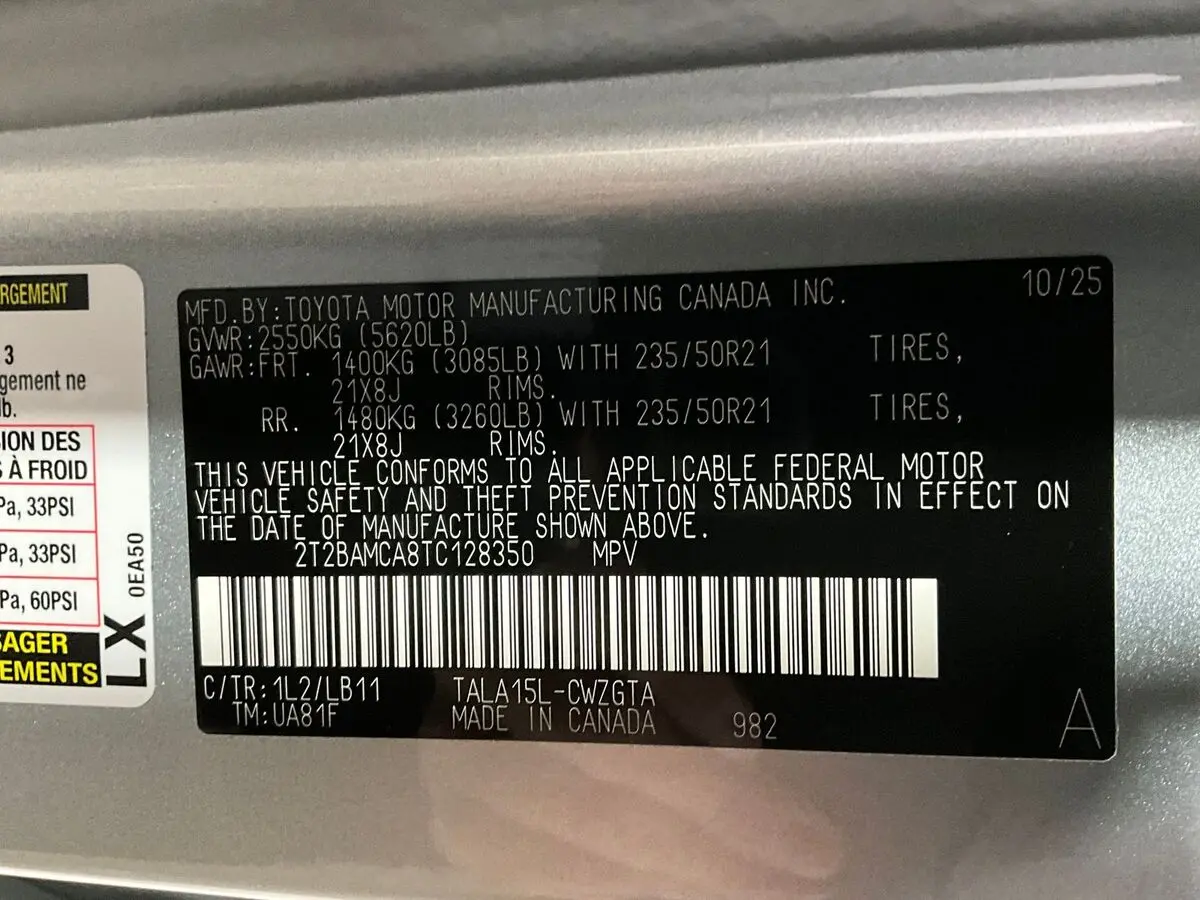 RGEMENT
3
gement ne
lb.
ION DES
S À FROID
Pa, 33PSI
Pa, 33PSI
Pa, 60PSI
SAGER
EMENTS
LX 0EA50
MFD.BY:TOYOTA MOTOR MANUFACTURING CANADA INC. 10/25
GVWR:2550KG (5620LB)
GAWR:FRT. 1400KG (3085LB) WITH 235/50R21 TIRES,
21X8J RIMS.
RR. 1480KG (3260LB) WITH 235/50R21 TIRES,
21X8J RIMS.
THIS VEHICLE CONFORMS TO ALL APPLICABLE FEDERAL MOTOR
VEHICLE SAFETY AND THEFT PREVENTION STANDARDS IN EFFECT ON
THE DATE OF MANUFACTURE SHOWN ABOVE.
2T2BAMCA8TC128350 MPV
C/TR:1L2/LB11 TALA15L-CWZGTA
TM:UA81F MADE IN CANADA 982 A